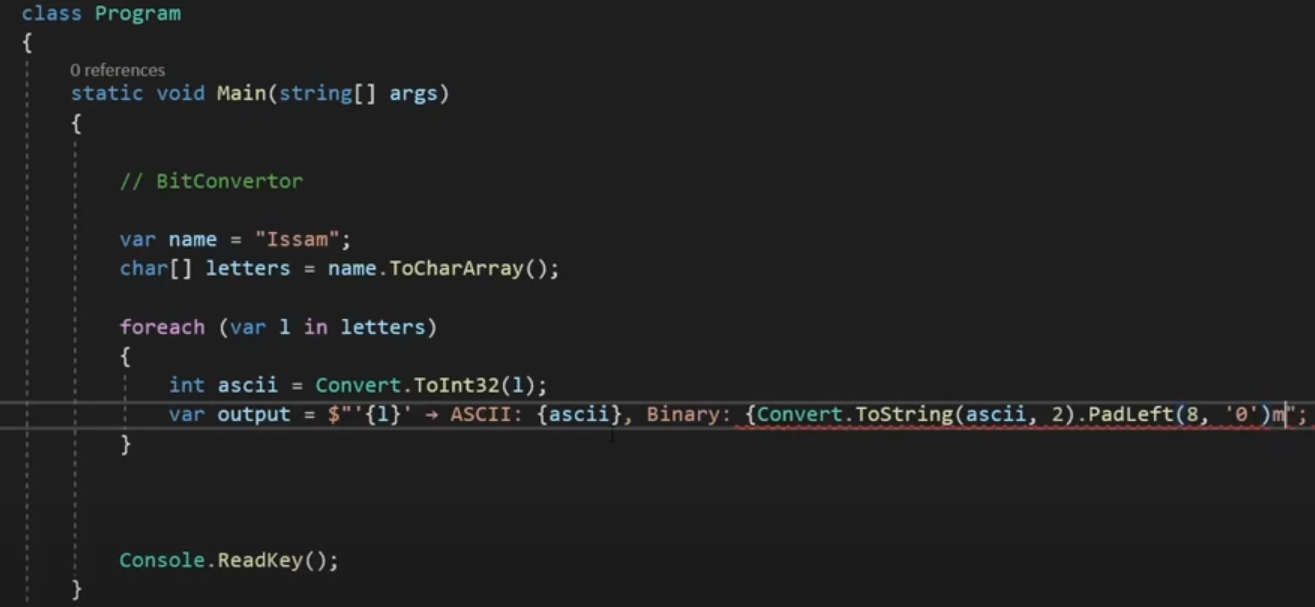 class Program
{
0 references
static void Main(string[] args)
{
// BitConvertor
var name = "Issam";
char[] letters = name.ToCharArray();
foreach (var l in letters)
{
int ascii = Convert.ToInt32(l);
var output = $"'{l}' → ASCII: {ascii}, Binary: {Convert.ToString(ascii, 2).PadLeft(8, '0')m";
}
Console.ReadKey();
}